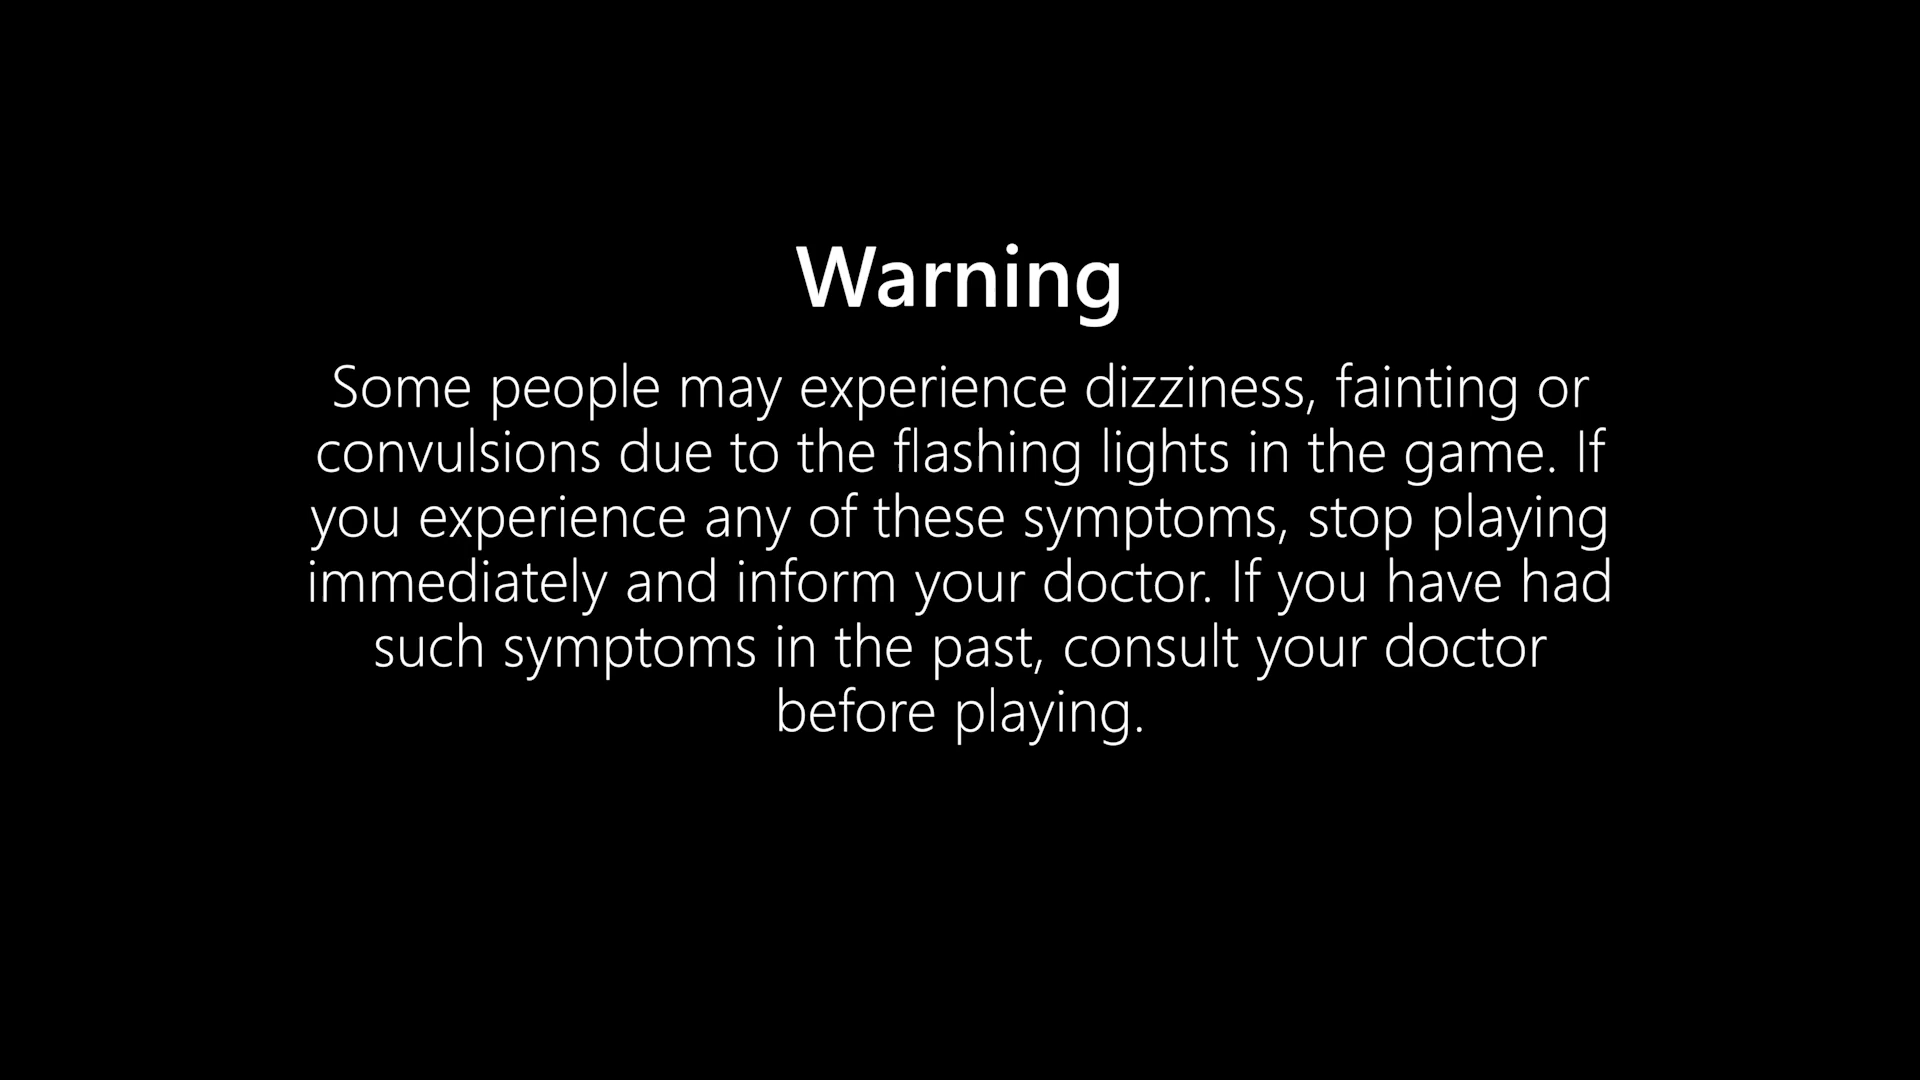 Warning
Some people may experience dizziness, fainting or
convulsions due to the flashing lights in the game. If
you experience any of these symptoms, stop playing
immediately and inform your doctor. If you have had
such symptoms in the past, consult your doctor
before playing.